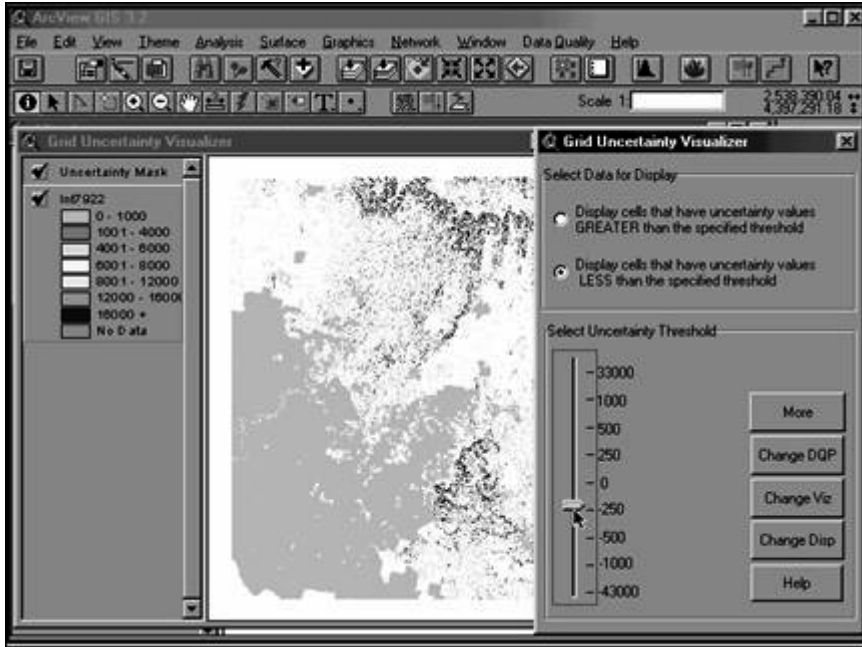 ArcView GIS 3.2
File Edit View Theme Analysis Surface Graphics Network Window Data Quality Help
Scale 1:
2,538,390.04
4,397,291.18
Grid Uncertainty Visualizer
Uncertainty Mask
Int7922
0 - 1000
1001 - 4000
4001 - 6000
6001 - 8000
8001 - 12000
12000 - 16000
16000 +
No Data
Grid Uncertainty Visualizer
Select Data for Display
Display cells that have uncertainty values
GREATER than the specified threshold
Display cells that have uncertainty values
LESS than the specified threshold
Select Uncertainty Threshold
33000
1000
500
250
0
-250
-500
-1000
-43000
More
Change DQP
Change Viz
Change Disp
Help